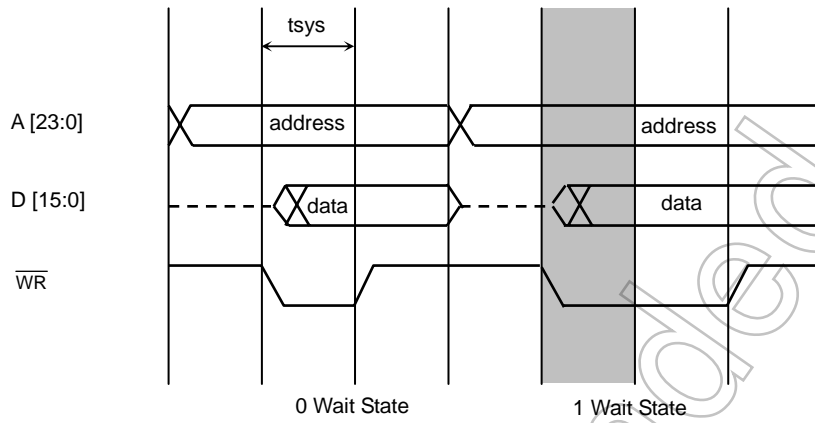 tsys
A [23:0]
address
address
D [15:0]
data
data
WR
0 Wait State
1 Wait State